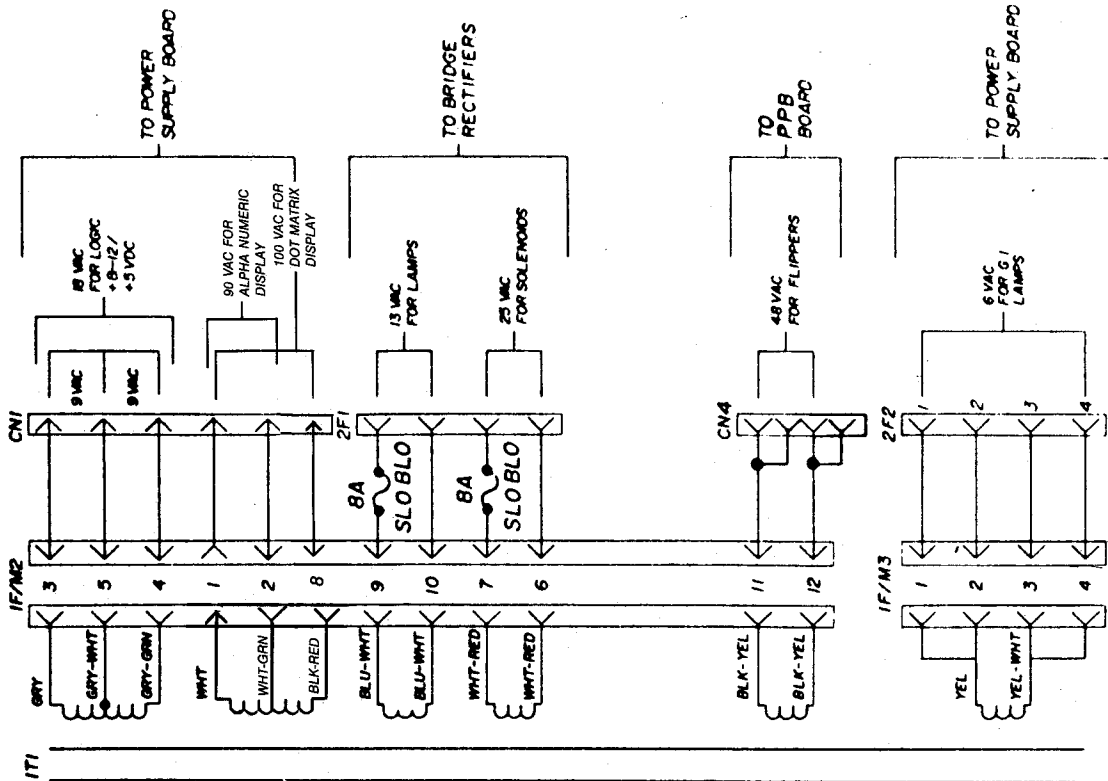 1T1
GRY
GRY-WHT
GRY-GRN
WHT
WHT-GRN
BLK-RED
BLU-WHT
BLU-WHT
WHT-RED
WHT-RED
BLK-YEL
BLK-YEL
YEL
YEL-WHT
1F/M2
3
5
4
1
2
8
9
10
7
6
11
12
1F/M3
1
2
3
4
8A
SLO BLO
8A
SLO BLO
CN1
2F1
CN4
2F2
1
2
3
4
9 VAC
9 VAC
18 VAC
FOR LOGIC
+8-12/
+5 VDC
90 VAC FOR
ALPHA NUMERIC
DISPLAY
100 VAC FOR
DOT MATRIX
DISPLAY
13 VAC
FOR LAMPS
25 VAC
FOR SOLENOIDS
48 VAC
FOR FLIPPERS
6 VAC
FOR G I
LAMPS
TO POWER
SUPPLY BOARD
TO BRIDGE
RECTIFIERS
TO
PPB
BOARD
TO POWER
SUPPLY BOARD